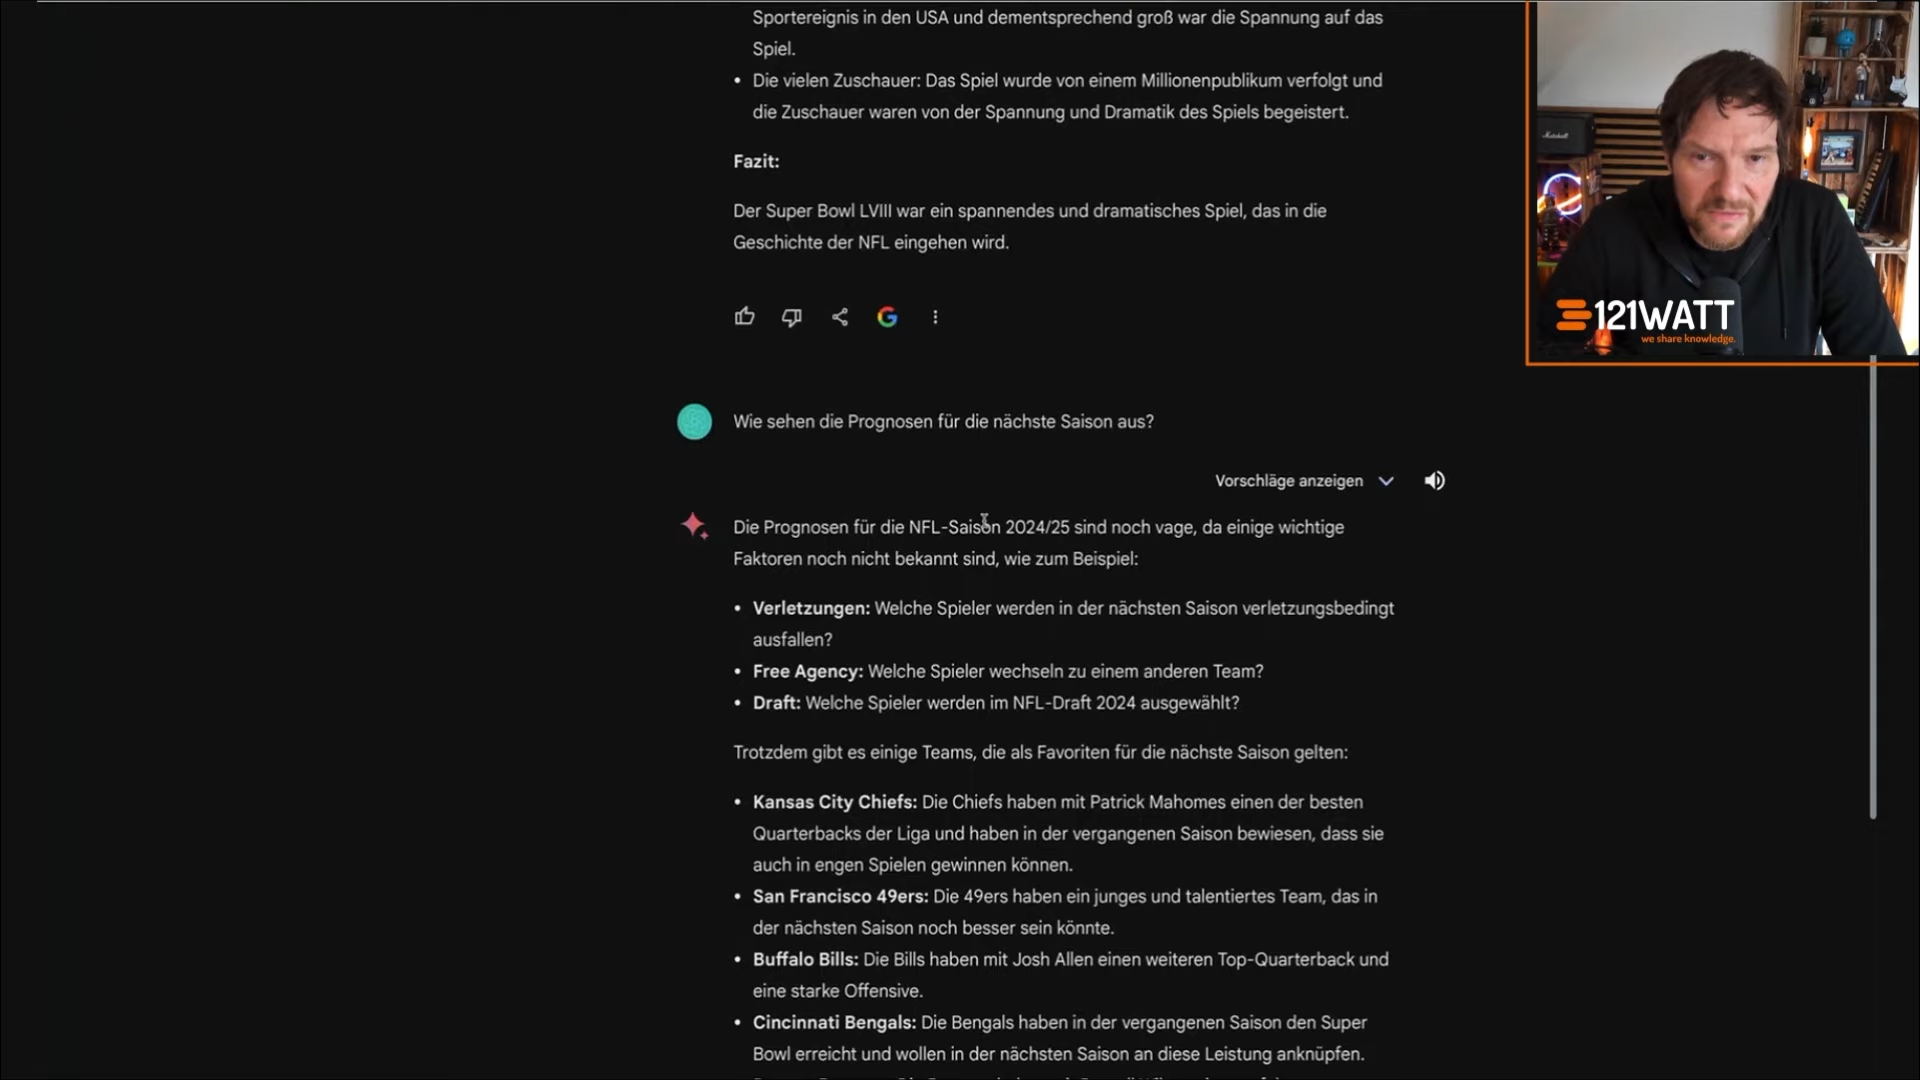 Sportereignis in den USA und dementsprechend groß war die Spannung auf das
Spiel.
• Die vielen Zuschauer: Das Spiel wurde von einem Millionenpublikum verfolgt und
die Zuschauer waren von der Spannung und Dramatik des Spiels begeistert.
Fazit:
Der Super Bowl LVIII war ein spannendes und dramatisches Spiel, das in die
Geschichte der NFL eingehen wird.
Marshall
121WATT
we share knowledge.
Wie sehen die Prognosen für die nächste Saison aus?
Vorschläge anzeigen
Die Prognosen für die NFL-Saison 2024/25 sind noch vage, da einige wichtige
Faktoren noch nicht bekannt sind, wie zum Beispiel:
• Verletzungen: Welche Spieler werden in der nächsten Saison verletzungsbedingt
ausfallen?
• Free Agency: Welche Spieler wechseln zu einem anderen Team?
• Draft: Welche Spieler werden im NFL-Draft 2024 ausgewählt?
Trotzdem gibt es einige Teams, die als Favoriten für die nächste Saison gelten:
• Kansas City Chiefs: Die Chiefs haben mit Patrick Mahomes einen der besten
Quarterbacks der Liga und haben in der vergangenen Saison bewiesen, dass sie
auch in engen Spielen gewinnen können.
• San Francisco 49ers: Die 49ers haben ein junges und talentiertes Team, das in
der nächsten Saison noch besser sein könnte.
• Buffalo Bills: Die Bills haben mit Josh Allen einen weiteren Top-Quarterback und
eine starke Offensive.
• Cincinnati Bengals: Die Bengals haben in der vergangenen Saison den Super
Bowl erreicht und wollen in der nächsten Saison an diese Leistung anknüpfen.